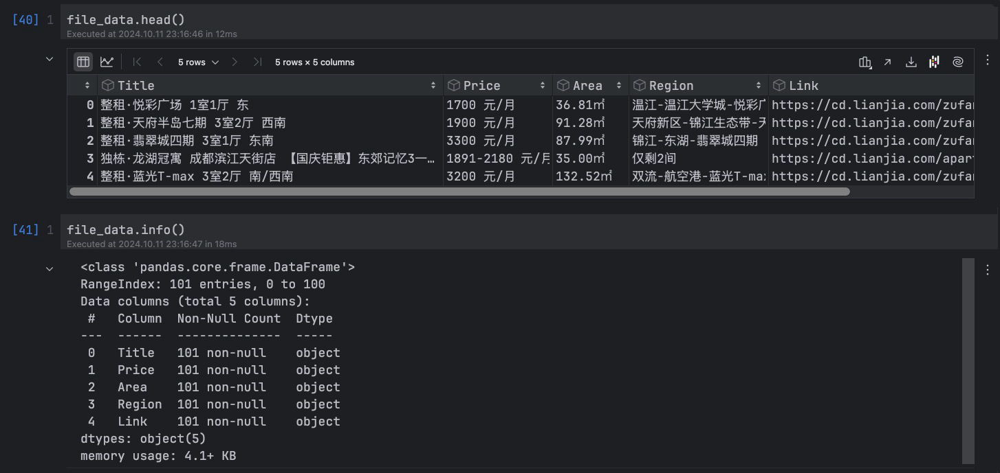 [40] 1 file_data.head()
Executed at 2024.10.11 23:16:46 in 12ms
5 rows 5 rows × 5 columns
Title Price Area Region Link
0 整租·悦彩广场 1室1厅 东 1700 元/月 36.81㎡ 温江-温江大学城-悦彩广 https://cd.lianjia.com/zufa
1 整租·天府半岛七期 3室2厅 西南 1900 元/月 91.28㎡ 天府新区-锦江生态带-天 https://cd.lianjia.com/zufa
2 整租·翡翠城四期 3室1厅 东南 3300 元/月 87.99㎡ 锦江-东湖-翡翠城四期 https://cd.lianjia.com/zufa
3 独栋·龙湖冠寓 成都滨江天街店 【国庆钜惠】东郊记忆3一… 1891-2180 元/月 35.00㎡ 仅剩2间 https://cd.lianjia.com/apar
4 整租·蓝光T-max 3室2厅 南/西南 3200 元/月 132.52㎡ 双流-航空港-蓝光T-ma https://cd.lianjia.com/zufa
[41] 1 file_data.info()
Executed at 2024.10.11 23:16:47 in 18ms
<class 'pandas.core.frame.DataFrame'>
RangeIndex: 101 entries, 0 to 100
Data columns (total 5 columns):
# Column Non-Null Count Dtype
--- ------ -------------- -----
0 Title 101 non-null object
1 Price 101 non-null object
2 Area 101 non-null object
3 Region 101 non-null object
4 Link 101 non-null object
dtypes: object(5)
memory usage: 4.1+ KB